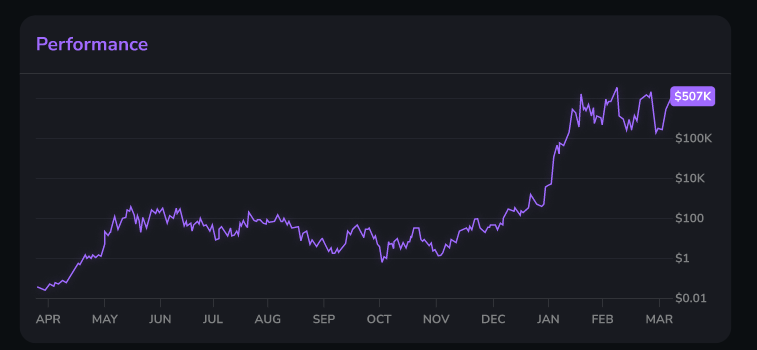 Performance
$507K
$100K
$10K
$100
$1
$0.01
APR MAY JUN JUL AUG SEP OCT NOV DEC JAN FEB MAR